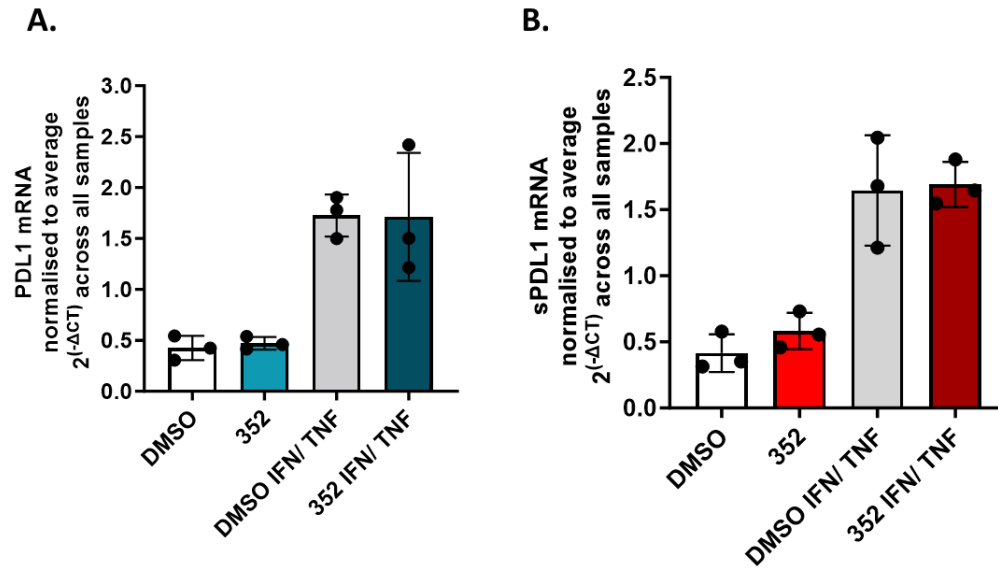 A.
PDL1 mRNA
normalised to average
2(-ΔCT) across all samples
3.0
2.5
2.0
1.5
1.0
0.5
0.0
DMSO
352
DMSO IFN/ TNF
352 IFN/ TNF
B.
sPDL1 mRNA
normalised to average
2(-ΔCT) across all samples
2.5
2.0
1.5
1.0
0.5
0.0
DMSO
352
DMSO IFN/ TNF
352 IFN/ TNF